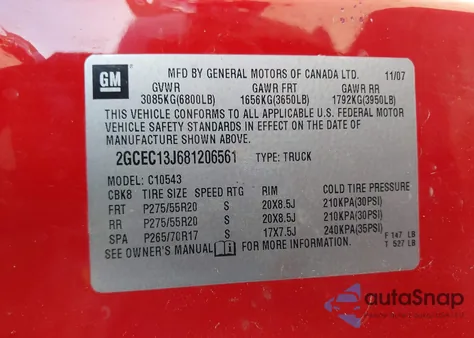 GM
MFD BY GENERAL MOTORS OF CANADA LTD. 11/07
GVWR GAWR FRT GAWR RR
3085KG(6800LB) 1656KG(3650LB) 1792KG(3950LB)
THIS VEHICLE CONFORMS TO ALL APPLICABLE U.S. FEDERAL MOTOR
VEHICLE SAFETY STANDARDS IN EFFECT ON THE DATE OF
MANUFACTURE SHOWN ABOVE.
2GCEC13J681206561 TYPE: TRUCK
MODEL: C10543
CBK8 TIRE SIZE SPEED RTG RIM COLD TIRE PRESSURE
FRT P275/55R20 S 20X8.5J 210KPA(30PSI)
RR P275/55R20 S 20X8.5J 210KPA(30PSI)
SPA P265/70R17 S 17X7.5J 240KPA(35PSI)
SEE OWNER'S MANUAL F 147 LB
T 527 LB
autoSnap